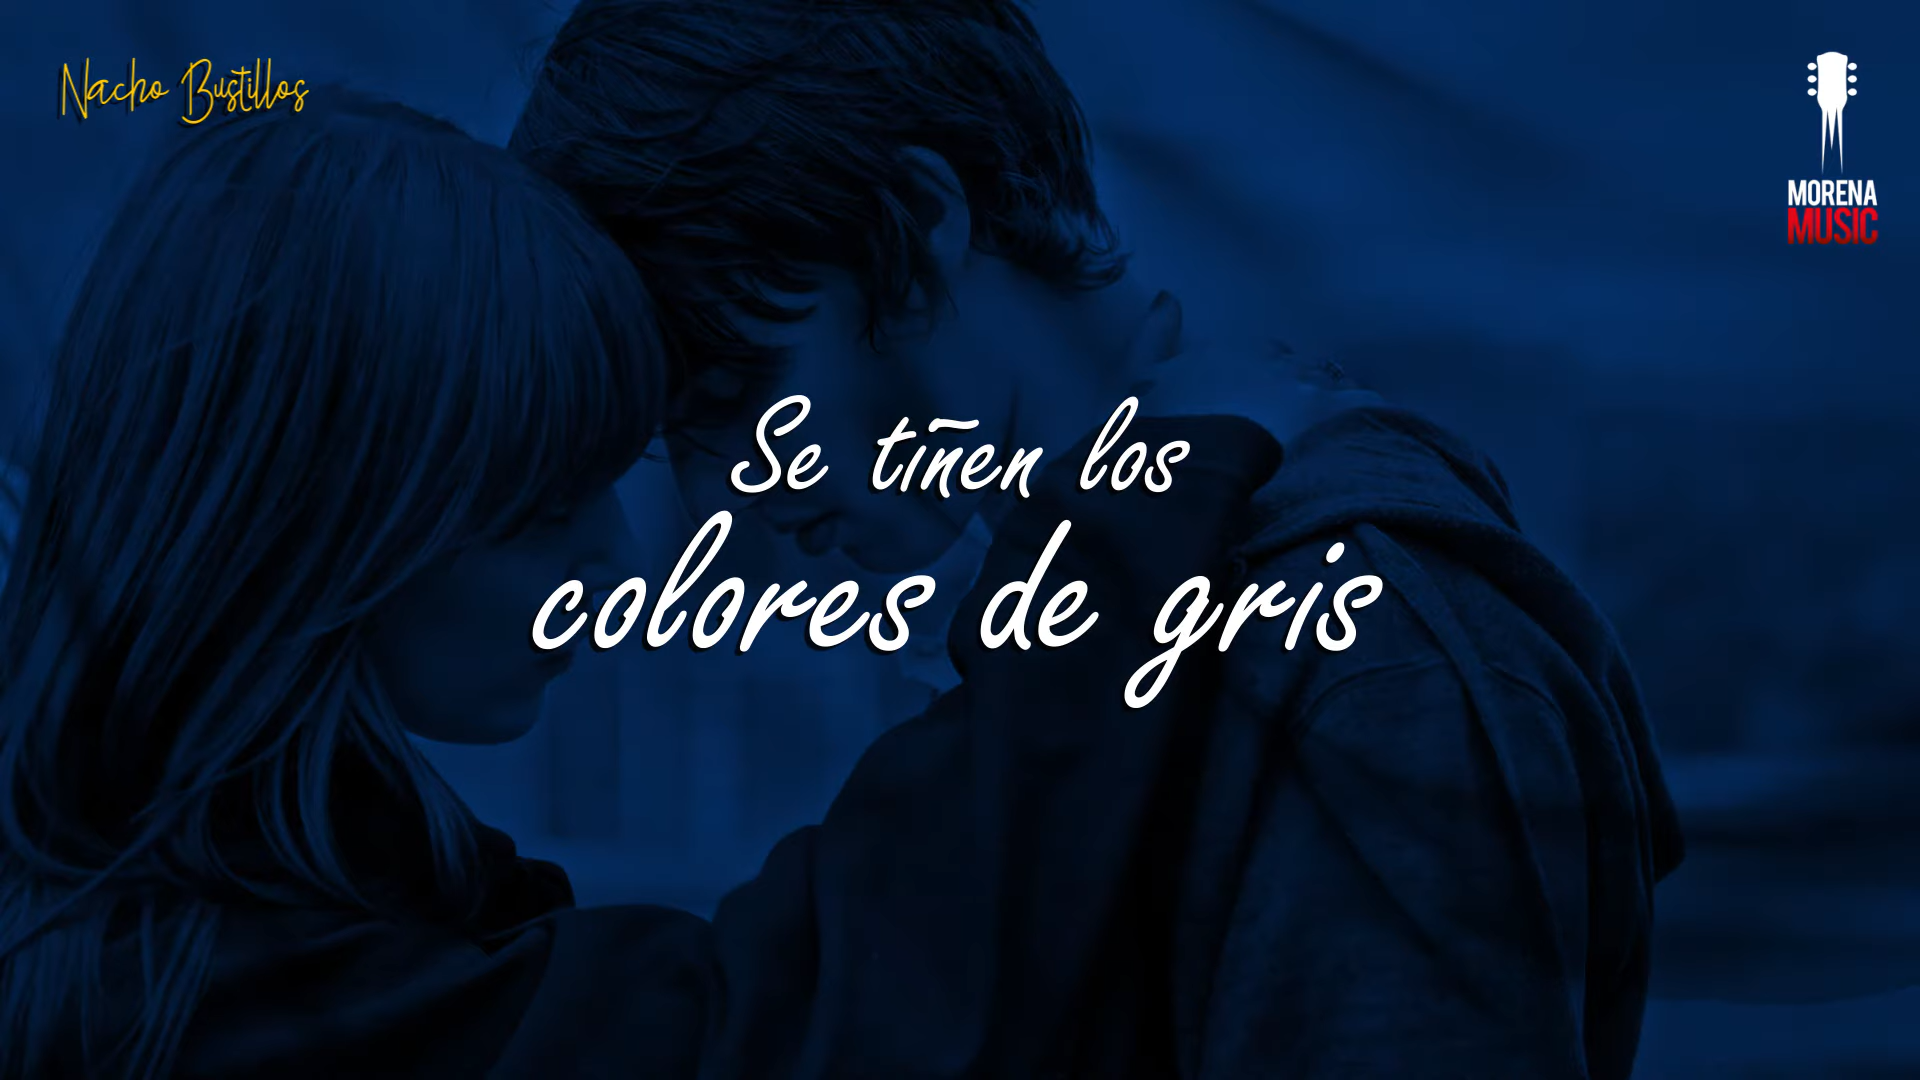 Nacho Bustillos
MORENA
MUSIC
Se tiñen los
colores de gris